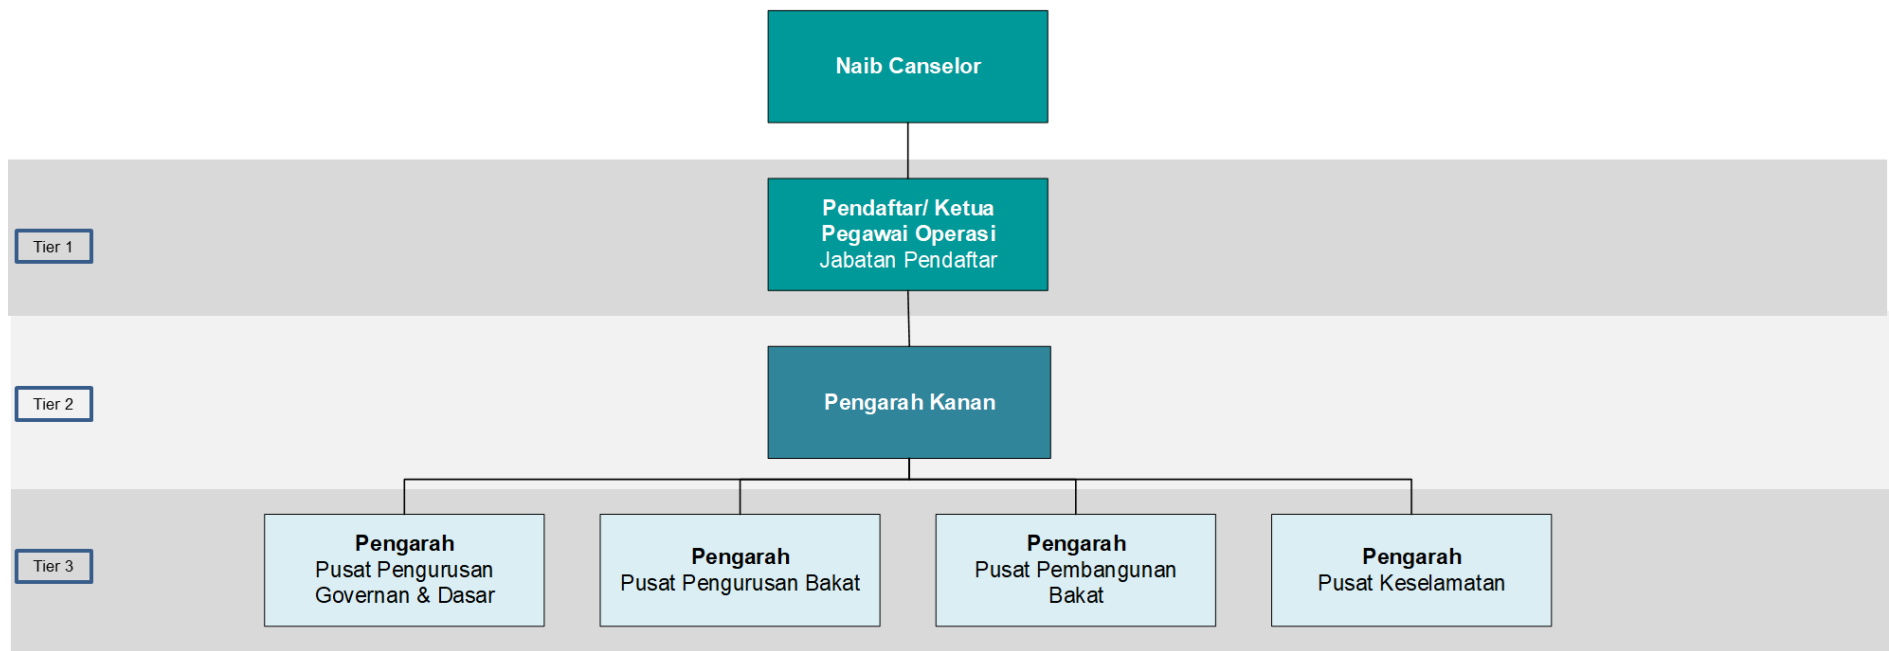 Naib Canselor
Tier 1
Pendaftar/ Ketua
Pegawai Operasi
Jabatan Pendaftar
Tier 2
Pengarah Kanan
Tier 3
Pengarah
Pusat Pengurusan
Governan & Dasar
Pengarah
Pusat Pengurusan Bakat
Pengarah
Pusat Pembangunan
Bakat
Pengarah
Pusat Keselamatan